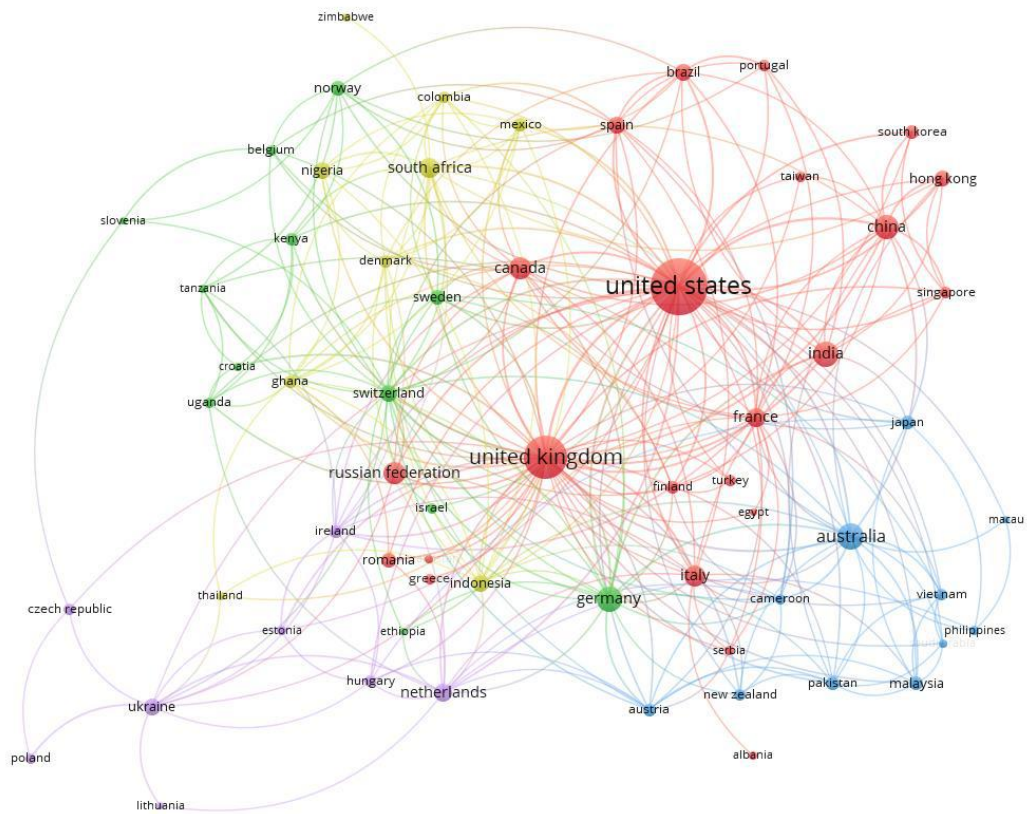 zimbabwe
portugal
brazil
norway
colombia
mexico
spain
south korea
belgium
nigeria
south africa
taiwan
hong kong
slovenia
china
kenya
denmark
canada
tanzania
sweden
united states
singapore
croatia
india
ghana
uganda
switzerland
france
japan
united kingdom
russian federation
finland
turkey
israel
egypt
macau
ireland
australia
romania
greece
indonesia
italy
thailand
germany
cameroon
viet nam
czech republic
estonia
ethiopia
philippines
serbia
hungary
netherlands
new zealand
pakistan
malaysia
ukraine
austria
poland
albania
lithuania